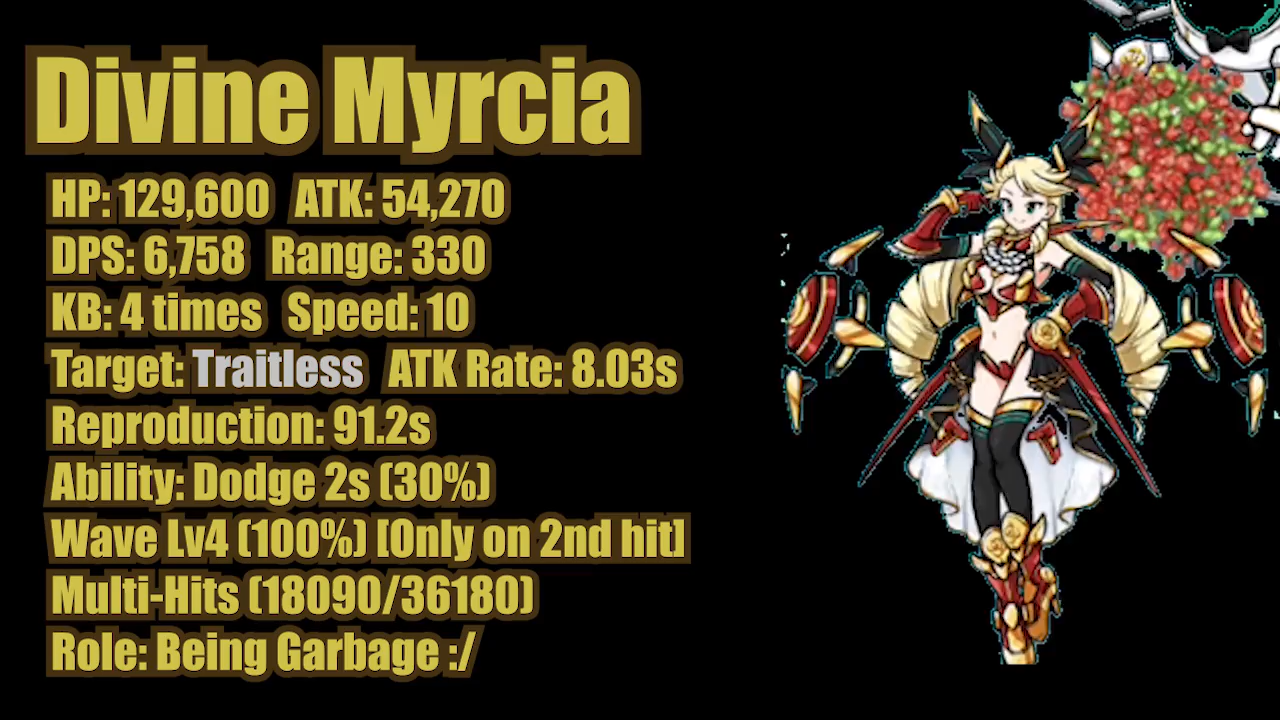 Divine Myrcia
HP: 129,600 ATK: 54,270
DPS: 6,758 Range: 330
KB: 4 times Speed: 10
Target: Traitless ATK Rate: 8.03s
Reproduction: 91.2s
Ability: Dodge 2s (30%)
Wave Lv4 (100%) [Only on 2nd hit]
Multi-Hits (18090/36180)
Role: Being Garbage :/